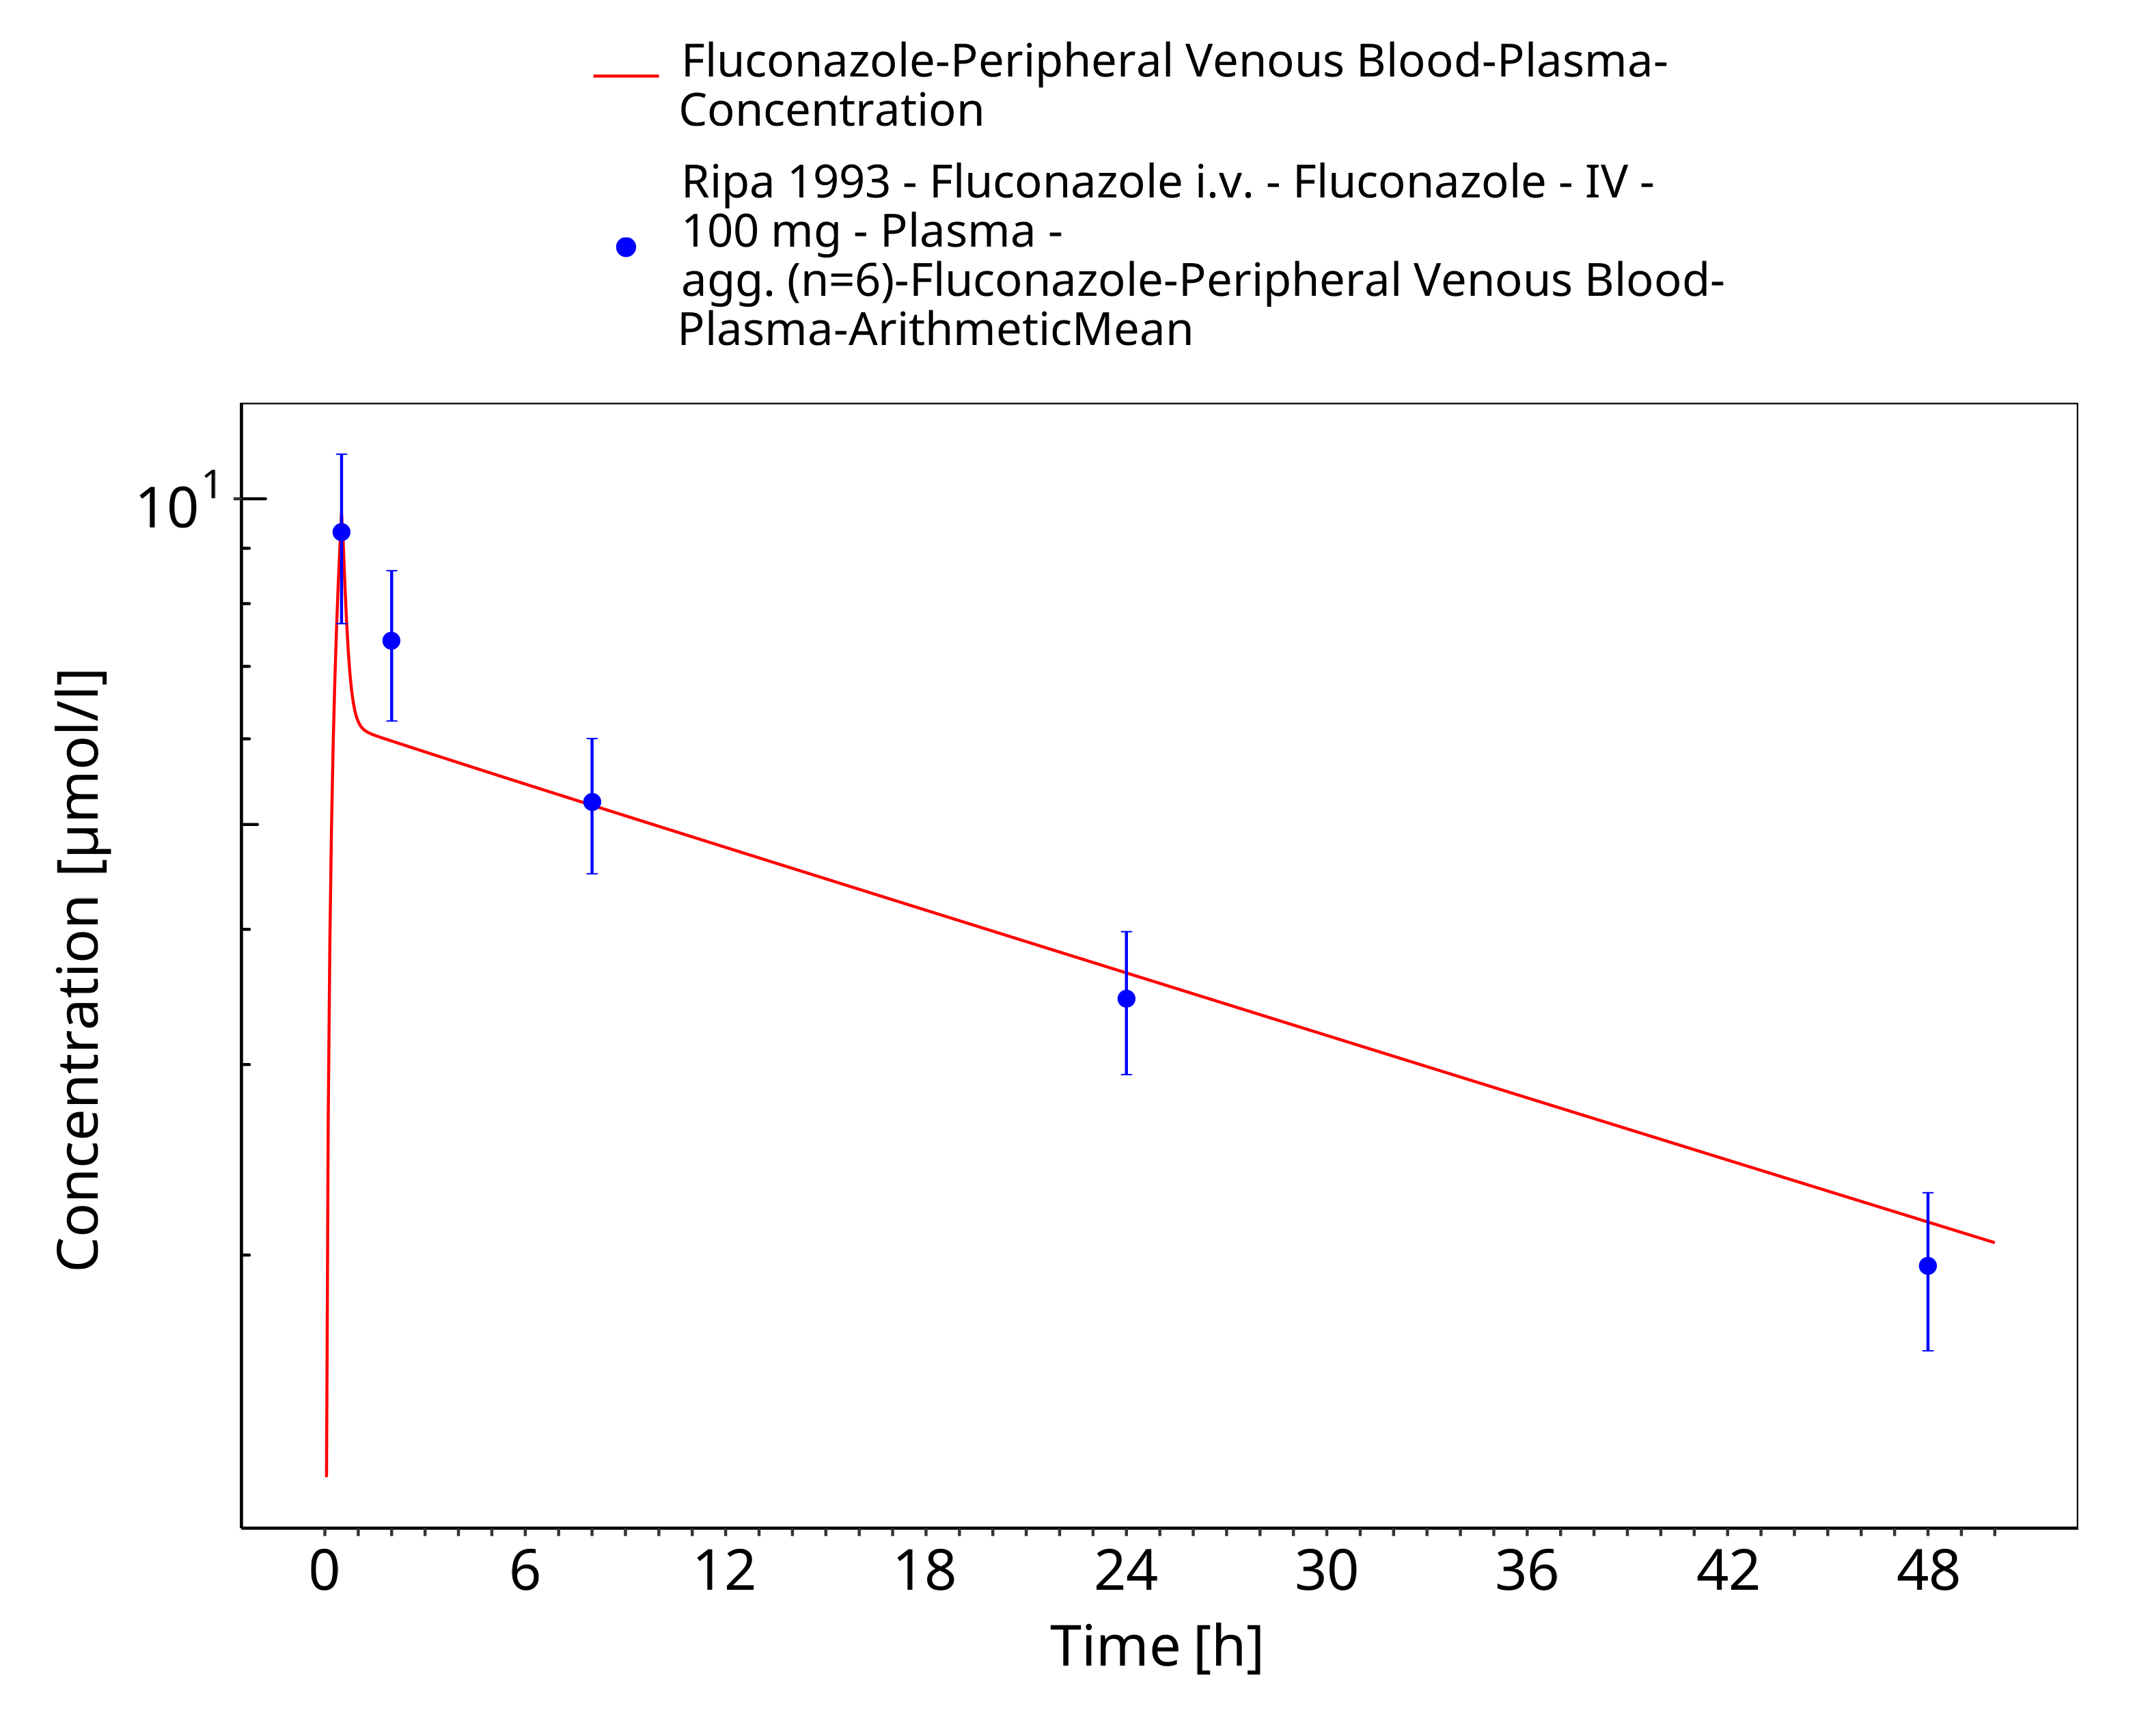 Fluconazole-Peripheral Venous Blood-Plasma-
Concentration
Ripa 1993 - Fluconazole i.v. - Fluconazole - IV -
100 mg - Plasma -
agg. (n=6)-Fluconazole-Peripheral Venous Blood-
Plasma-ArithmeticMean
10¹
Concentration [µmol/l]
0 6 12 18 24 30 36 42 48
Time [h]